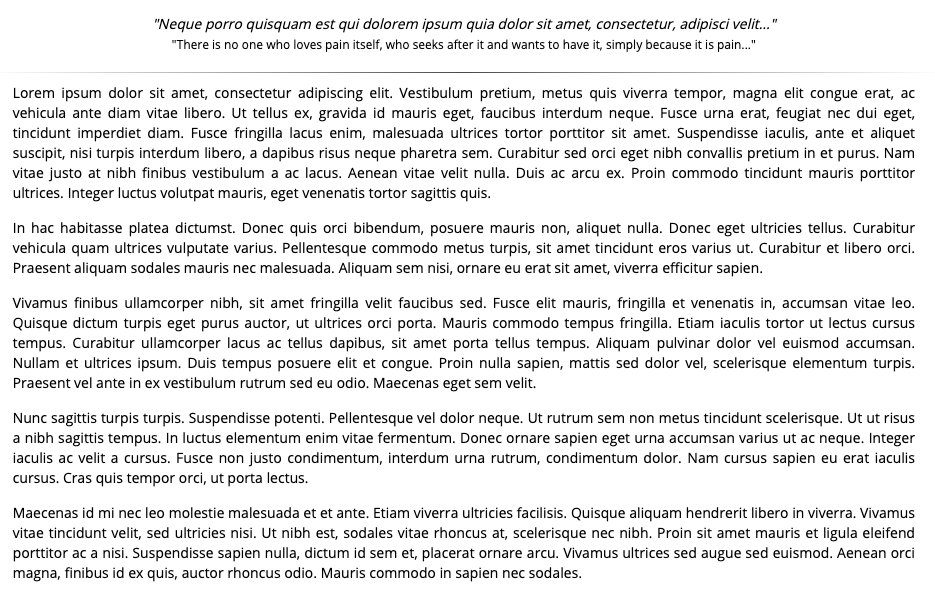 "Neque porro quisquam est qui dolorem ipsum quia dolor sit amet, consectetur, adipisci velit..."
"There is no one who loves pain itself, who seeks after it and wants to have it, simply because it is pain..."
Lorem ipsum dolor sit amet, consectetur adipiscing elit. Vestibulum pretium, metus quis viverra tempor, magna elit congue erat, ac
vehicula ante diam vitae libero. Ut tellus ex, gravida id mauris eget, faucibus interdum neque. Fusce urna erat, feugiat nec dui eget,
tincidunt imperdiet diam. Fusce fringilla lacus enim, malesuada ultrices tortor porttitor sit amet. Suspendisse iaculis, ante et aliquet
suscipit, nisi turpis interdum libero, a dapibus risus neque pharetra sem. Curabitur sed orci eget nibh convallis pretium in et purus. Nam
vitae justo at nibh finibus vestibulum a ac lacus. Aenean vitae velit nulla. Duis ac arcu ex. Proin commodo tincidunt mauris porttitor
ultrices. Integer luctus volutpat mauris, eget venenatis tortor sagittis quis.
In hac habitasse platea dictumst. Donec quis orci bibendum, posuere mauris non, aliquet nulla. Donec eget ultricies tellus. Curabitur
vehicula quam ultrices vulputate varius. Pellentesque commodo metus turpis, sit amet tincidunt eros varius ut. Curabitur et libero orci.
Praesent aliquam sodales mauris nec malesuada. Aliquam sem nisi, ornare eu erat sit amet, viverra efficitur sapien.
Vivamus finibus ullamcorper nibh, sit amet fringilla velit faucibus sed. Fusce elit mauris, fringilla et venenatis in, accumsan vitae leo.
Quisque dictum turpis eget purus auctor, ut ultrices orci porta. Mauris commodo tempus fringilla. Etiam iaculis tortor ut lectus cursus
tempus. Curabitur ullamcorper lacus ac tellus dapibus, sit amet porta tellus tempus. Aliquam pulvinar dolor vel euismod accumsan.
Nullam et ultrices ipsum. Duis tempus posuere elit et congue. Proin nulla sapien, mattis sed dolor vel, scelerisque elementum turpis.
Praesent vel ante in ex vestibulum rutrum sed eu odio. Maecenas eget sem velit.
Nunc sagittis turpis turpis. Suspendisse potenti. Pellentesque vel dolor neque. Ut rutrum sem non metus tincidunt scelerisque. Ut ut risus
a nibh sagittis tempus. In luctus elementum enim vitae fermentum. Donec ornare sapien eget urna accumsan varius ut ac neque. Integer
iaculis ac velit a cursus. Fusce non justo condimentum, interdum urna rutrum, condimentum dolor. Nam cursus sapien eu erat iaculis
cursus. Cras quis tempor orci, ut porta lectus.
Maecenas id mi nec leo molestie malesuada et et ante. Etiam viverra ultricies facilisis. Quisque aliquam hendrerit libero in viverra. Vivamus
vitae tincidunt velit, sed ultricies nisi. Ut nibh est, sodales vitae rhoncus at, scelerisque nec nibh. Proin sit amet mauris et ligula eleifend
porttitor ac a nisi. Suspendisse sapien nulla, dictum id sem et, placerat ornare arcu. Vivamus ultrices sed augue sed euismod. Aenean orci
magna, finibus id ex quis, auctor rhoncus odio. Mauris commodo in sapien nec sodales.